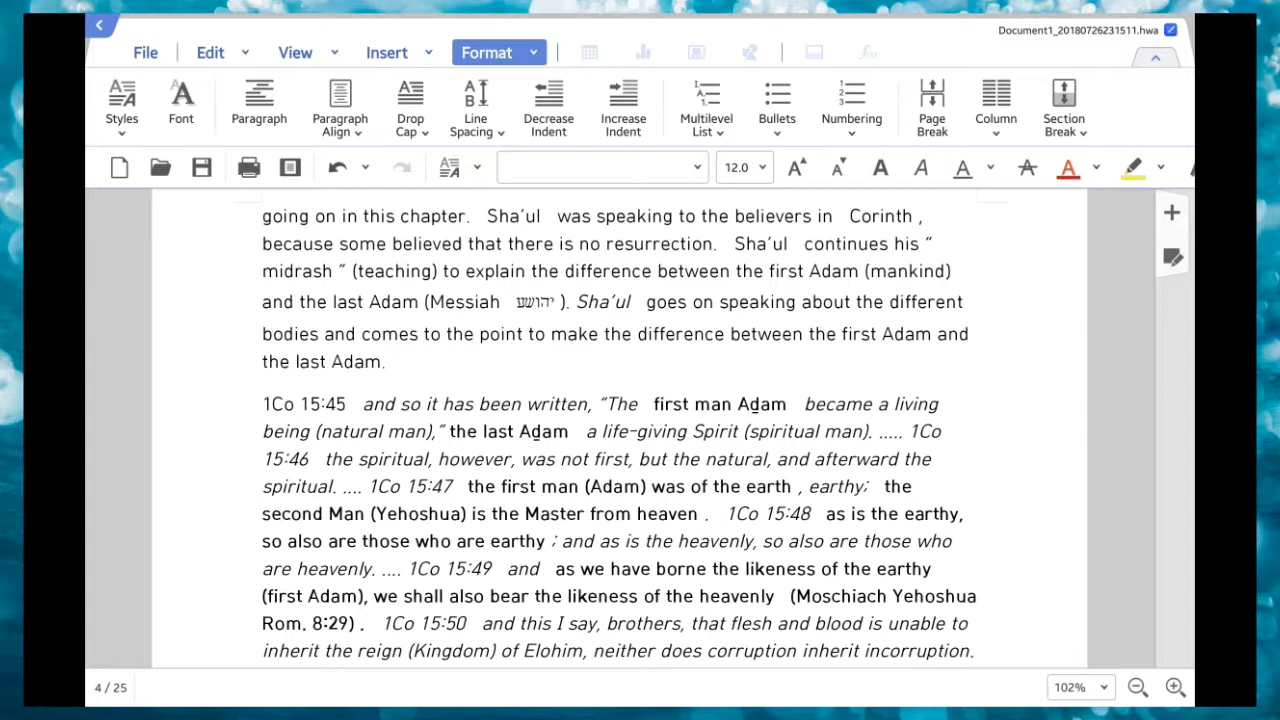 Document1_20180726231511.hwa
File Edit View Insert Format
Styles Font Paragraph Paragraph Align Drop Cap Line Spacing Decrease Indent Increase Indent Multilevel List Bullets Numbering Page Break Column Section Break
12.0
going on in this chapter. Sha’ul was speaking to the believers in Corinth ,
because some believed that there is no resurrection. Sha’ul continues his “
midrash ” (teaching) to explain the difference between the first Adam (mankind)
and the last Adam (Messiah יהושע ). Sha’ul goes on speaking about the different
bodies and comes to the point to make the difference between the first Adam and
the last Adam.
1Co 15:45 and so it has been written, “The first man Aḏam became a living
being (natural man),” the last Aḏam a life-giving Spirit (spiritual man). ..... 1Co
15:46 the spiritual, however, was not first, but the natural, and afterward the
spiritual. .... 1Co 15:47 the first man (Adam) was of the earth , earthy; the
second Man (Yehoshua) is the Master from heaven . 1Co 15:48 as is the earthy,
so also are those who are earthy ; and as is the heavenly, so also are those who
are heavenly. .... 1Co 15:49 and as we have borne the likeness of the earthy
(first Adam), we shall also bear the likeness of the heavenly (Moschiach Yehoshua
Rom. 8:29) . 1Co 15:50 and this I say, brothers, that flesh and blood is unable to
inherit the reign (Kingdom) of Elohim, neither does corruption inherit incorruption.
4 / 25
102%